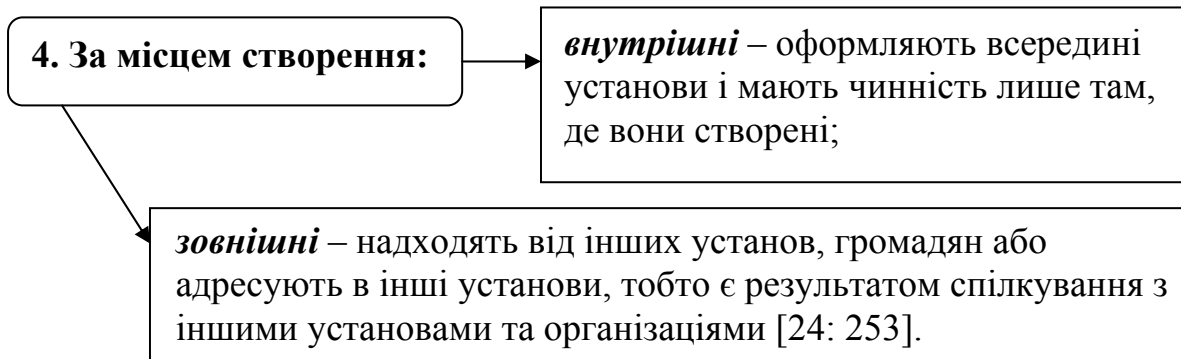 4. За місцем створення:
внутрішні – оформляють всередині
установи і мають чинність лише там,
де вони створені;
зовнішні – надходять від інших установ, громадян або
адресують в інші установи, тобто є результатом спілкування з
іншими установами та організаціями [24: 253].